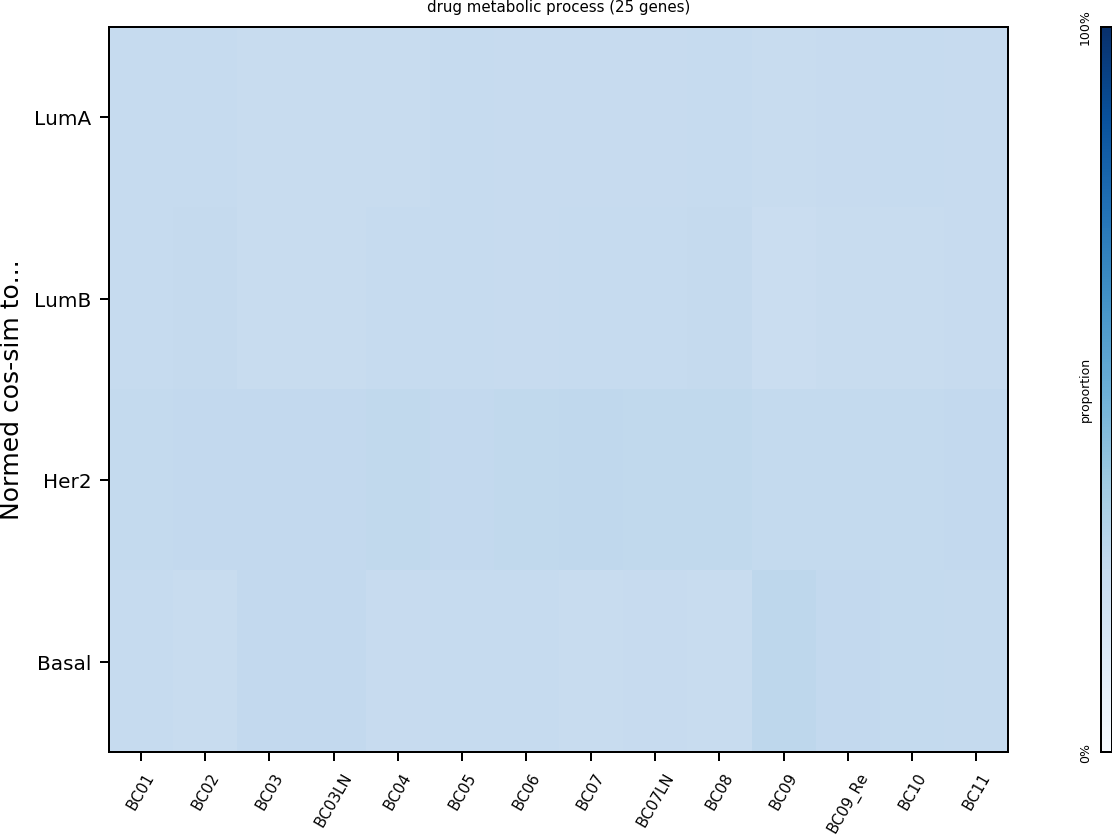 drug metabolic process (25 genes)
Normed cos-sim to...
LumA
LumB
Her2
Basal
BC01
BC02
BC03
BC03LN
BC04
BC05
BC06
BC07
BC07LN
BC08
BC09
BC09_Re
BC10
BC11
100%
proportion
0%